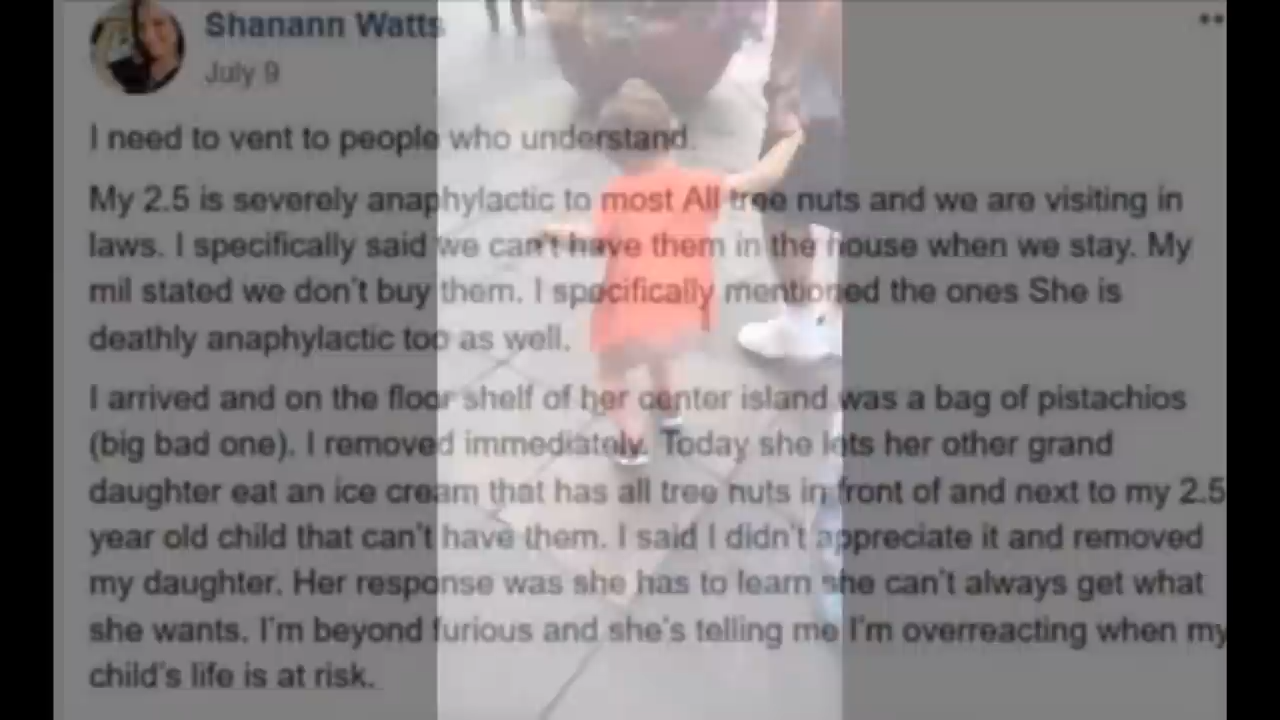 Shanann Watts
July 9
I need to vent to people who understand.
My 2.5 is severely anaphylactic to most All tree nuts and we are visiting in
laws. I specifically said we can't have them in the house when we stay. My
mil stated we don't buy them. I specifically mentioned the ones She is
deathly anaphylactic too as well.
I arrived and on the floor shelf of her center island was a bag of pistachios
(big bad one). I removed immediately. Today she lets her other grand
daughter eat an ice cream that has all tree nuts in front of and next to my 2.5
year old child that can't have them. I said I didn't appreciate it and removed
my daughter. Her response was she has to learn she can't always get what
she wants. I'm beyond furious and she's telling me I'm overreacting when my
child's life is at risk.